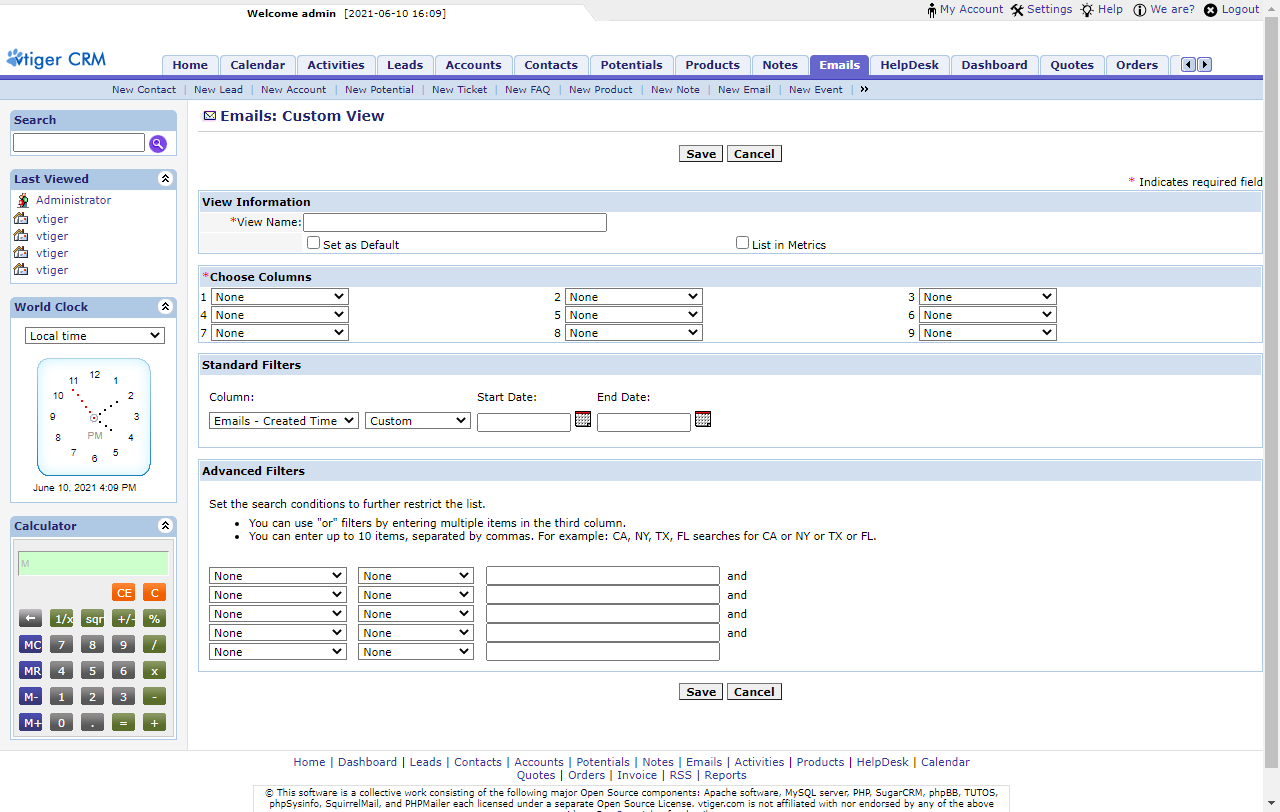 Welcome admin [2021-06-10 16:09]
My Account Settings Help We are? Logout
vtiger CRM
Home Calendar Activities Leads Accounts Contacts Potentials Products Notes Emails HelpDesk Dashboard Quotes Orders
New Contact | New Lead | New Account | New Potential | New Ticket | New FAQ | New Product | New Note | New Email | New Event | »
Search
Last Viewed
Administrator
vtiger
vtiger
vtiger
vtiger
World Clock
Local time
12
11 1
10 2
9 3
PM
8 4
7 5
6
June 10, 2021 4:09 PM
Calculator
M
CE C
← 1/x sqr +/- %
MC 7 8 9 /
MR 4 5 6 x
M- 1 2 3 -
M+ 0 . = +
Emails: Custom View
Save Cancel
* Indicates required field
View Information
*View Name:
Set as Default List in Metrics
*Choose Columns
1 None 2 None 3 None
4 None 5 None 6 None
7 None 8 None 9 None
Standard Filters
Column: Start Date: End Date:
Emails - Created Time Custom
Advanced Filters
Set the search conditions to further restrict the list.
• You can use "or" filters by entering multiple items in the third column.
• You can enter up to 10 items, separated by commas. For example: CA, NY, TX, FL searches for CA or NY or TX or FL.
None None and
None None and
None None and
None None and
None None
Save Cancel
Home | Dashboard | Leads | Contacts | Accounts | Potentials | Notes | Emails | Activities | Products | HelpDesk | Calendar
Quotes | Orders | Invoice | RSS | Reports
© This software is a collective work consisting of the following major Open Source components: Apache software, MySQL server, PHP, SugarCRM, phpBB, TUTOS,
phpSysinfo, SquirrelMail, and PHPMailer each licensed under a separate Open Source License. vtiger.com is not affiliated with nor endorsed by any of the above